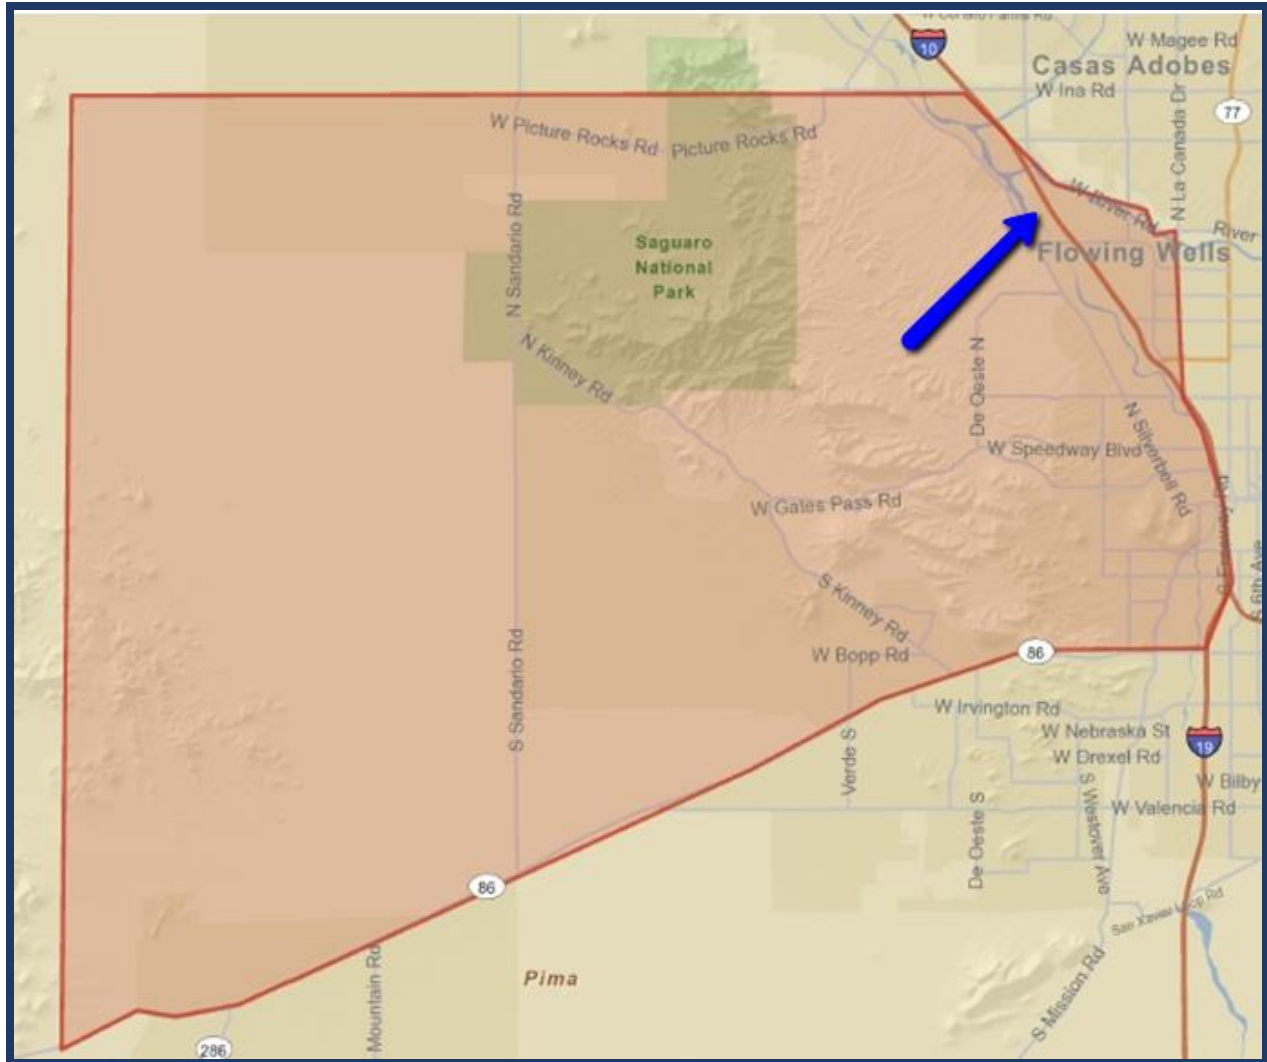 10
W Magee Rd
Casas Adobes
W Ina Rd
77
W Picture Rocks Rd
Picture Rocks Rd
N La Canada Dr
W River Rd
River
N Sandario Rd
Saguaro
National
Park
Flowing Wells
N Kinney Rd
De Oeste N
N Silverbell Rd
W Speedway Blvd
W Gates Pass Rd
S 6th Ave
S Kinney Rd
W Bopp Rd
86
S Sandario Rd
W Irvington Rd
W Nebraska St
Verde S
W Drexel Rd
19
W Bilby
S Westover Ave
W Valencia Rd
De Oeste S
86
San Xavier Loop Rd
Pima
Mountain Rd
S Mission Rd
286